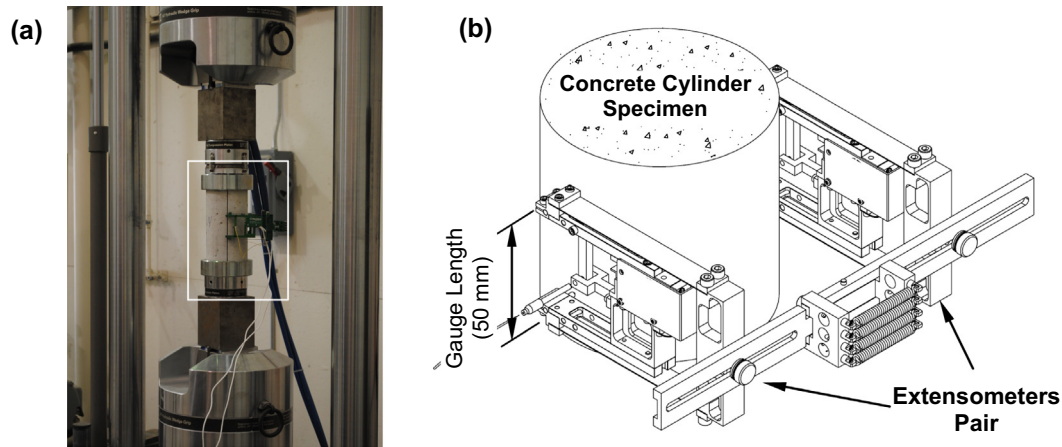 (a)
(b)
Concrete Cylinder
Specimen
Gauge Length
(50 mm)
Extensometers
Pair